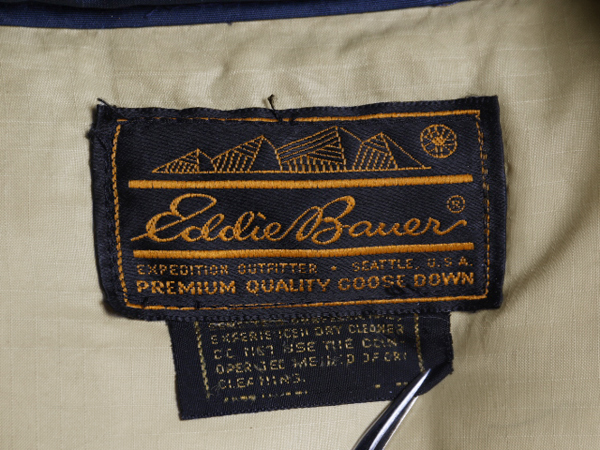 Eddie Bauer ®
EXPEDITION OUTFITTER • SEATTLE, U.S.A.
PREMIUM QUALITY GOOSE DOWN
EXPERIENCED DRY CLEANER
DO NOT USE THE COIN
OPERATED METHOD OF DRY
CLEANING.